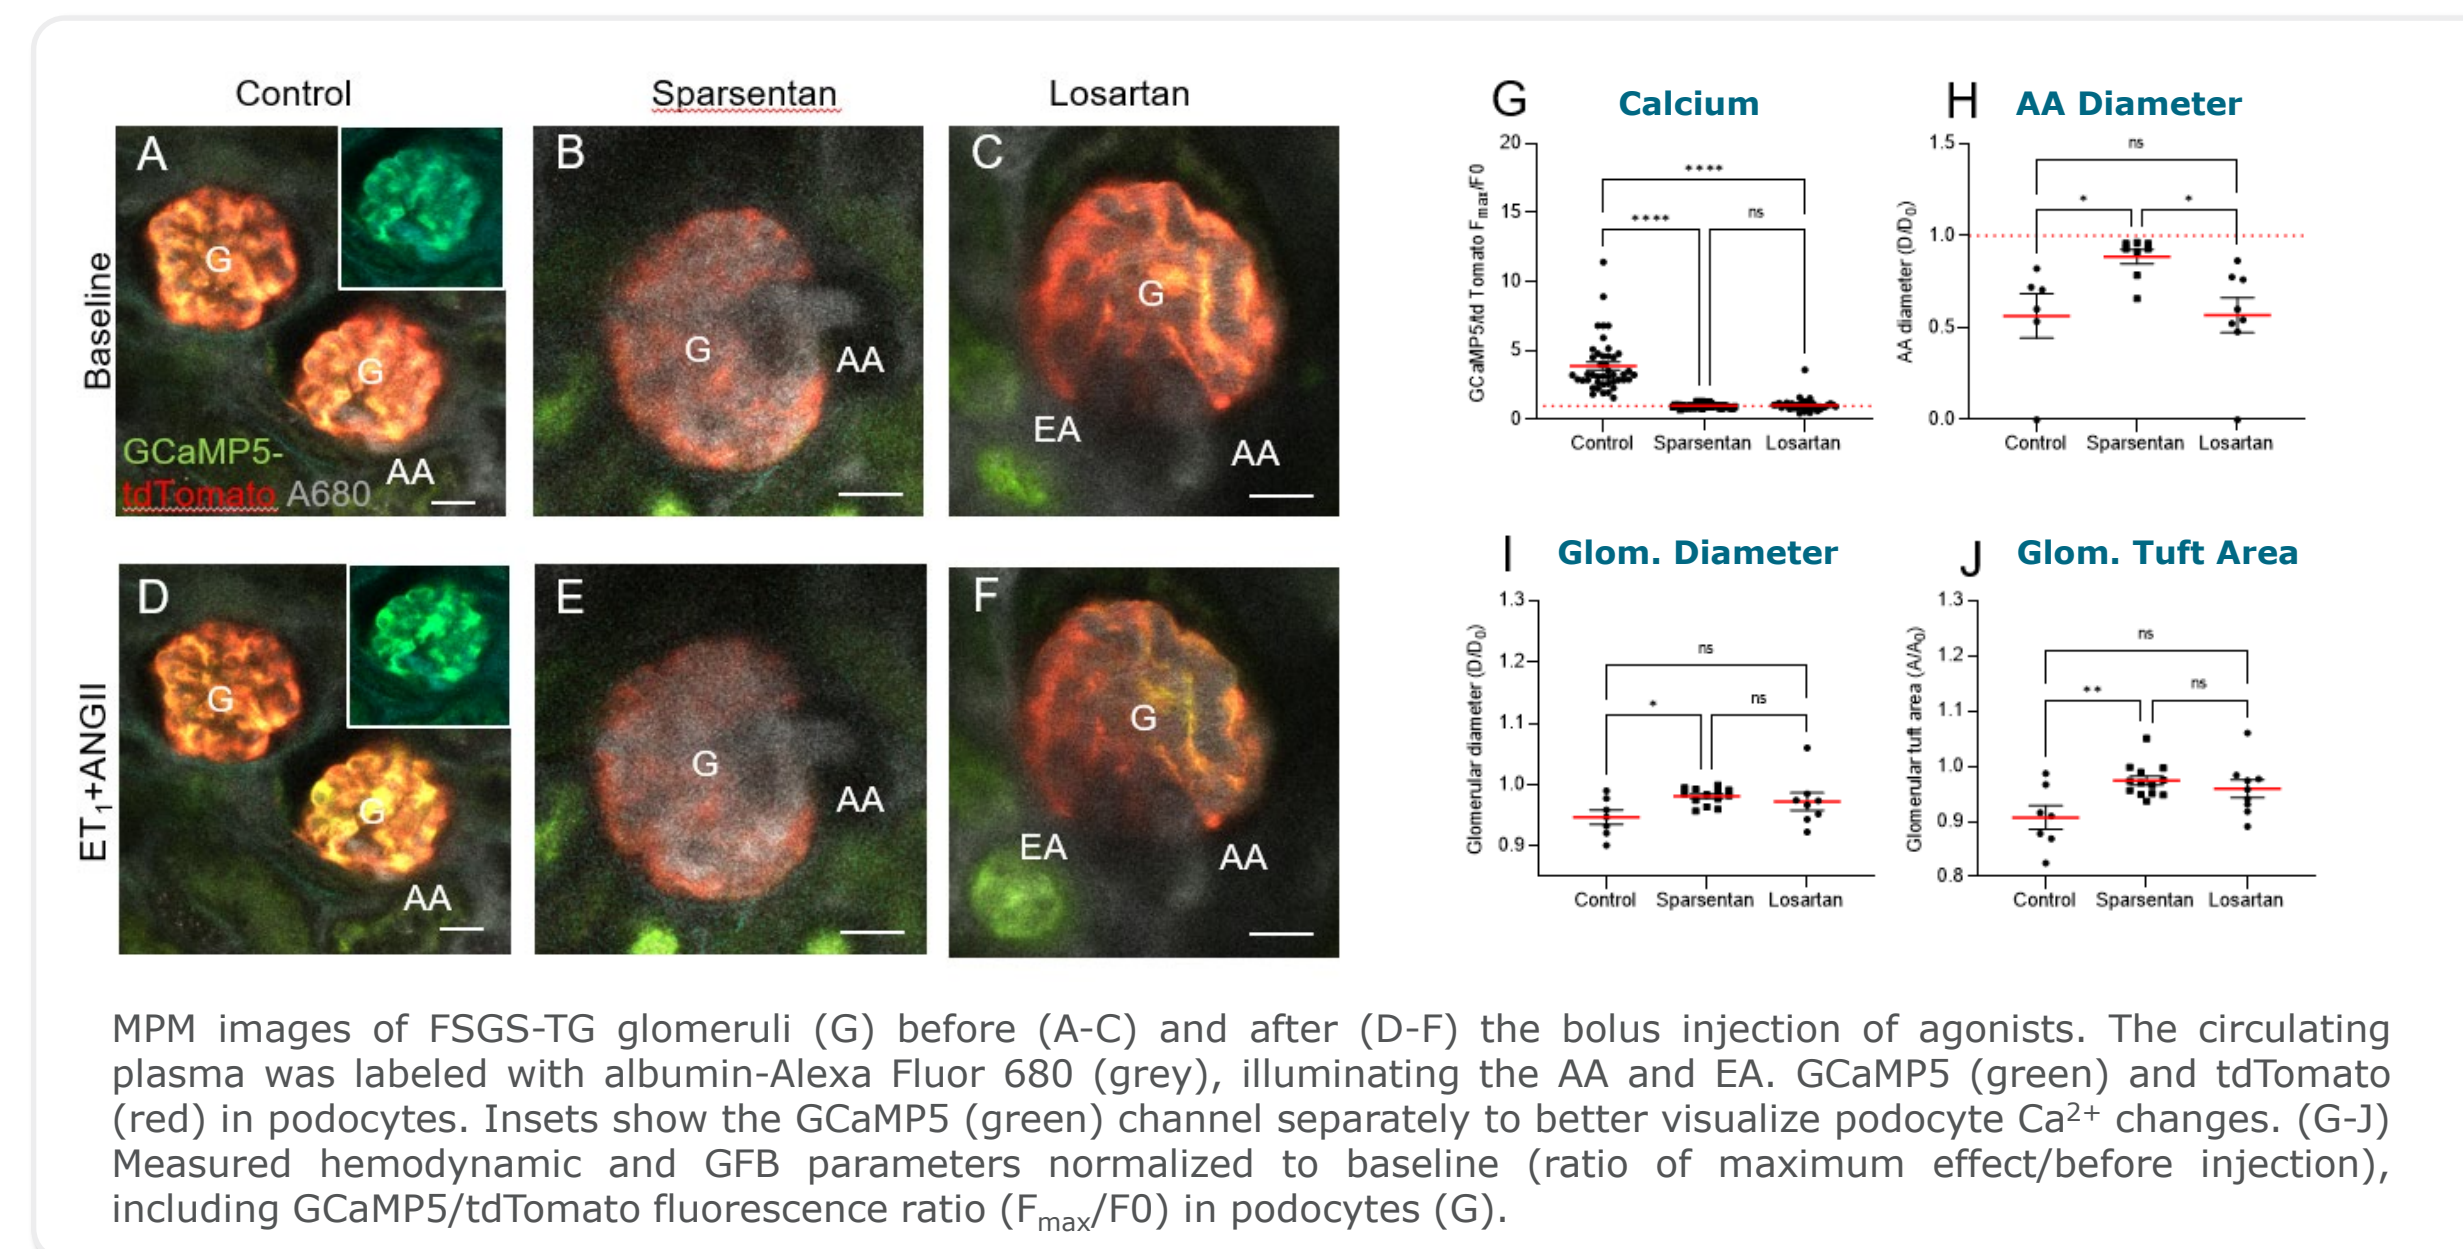 Control
Sparsentan
Losartan
Baseline
A
G
G
GCaMP5-
tdTomato A680
AA
B
G
AA
C
G
EA
AA
ET1+ANGII
D
G
G
AA
E
G
AA
F
G
EA
AA
G
Calcium
GCaMP5/td Tomato Fmax/F0
20
15
10
5
0
****
****
ns
Control Sparsentan Losartan
H
AA Diameter
AA diameter (D/D0)
1.5
1.0
0.5
0.0
ns
*
*
Control Sparsentan Losartan
I
Glom. Diameter
Glomerular diameter (D/D0)
1.3
1.2
1.1
1.0
0.9
ns
*
ns
Control Sparsentan Losartan
J
Glom. Tuft Area
Glomerular tuft area (A/A0)
1.3
1.2
1.1
1.0
0.9
0.8
ns
**
ns
Control Sparsentan Losartan
MPM images of FSGS-TG glomeruli (G) before (A-C) and after (D-F) the bolus injection of agonists. The circulating
plasma was labeled with albumin-Alexa Fluor 680 (grey), illuminating the AA and EA. GCaMP5 (green) and tdTomato
(red) in podocytes. Insets show the GCaMP5 (green) channel separately to better visualize podocyte Ca2+ changes. (G-J)
Measured hemodynamic and GFB parameters normalized to baseline (ratio of maximum effect/before injection),
including GCaMP5/tdTomato fluorescence ratio (Fmax/F0) in podocytes (G).